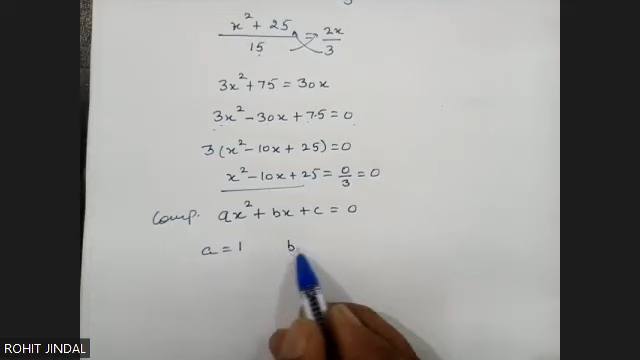 x² + 25 / 15 = 2x / 3
3x² + 75 = 30x
3x² - 30x + 75 = 0
3(x² - 10x + 25) = 0
x² - 10x + 25 = 0/3 = 0
Comp. ax² + bx + c = 0
a = 1 b
ROHIT JINDAL